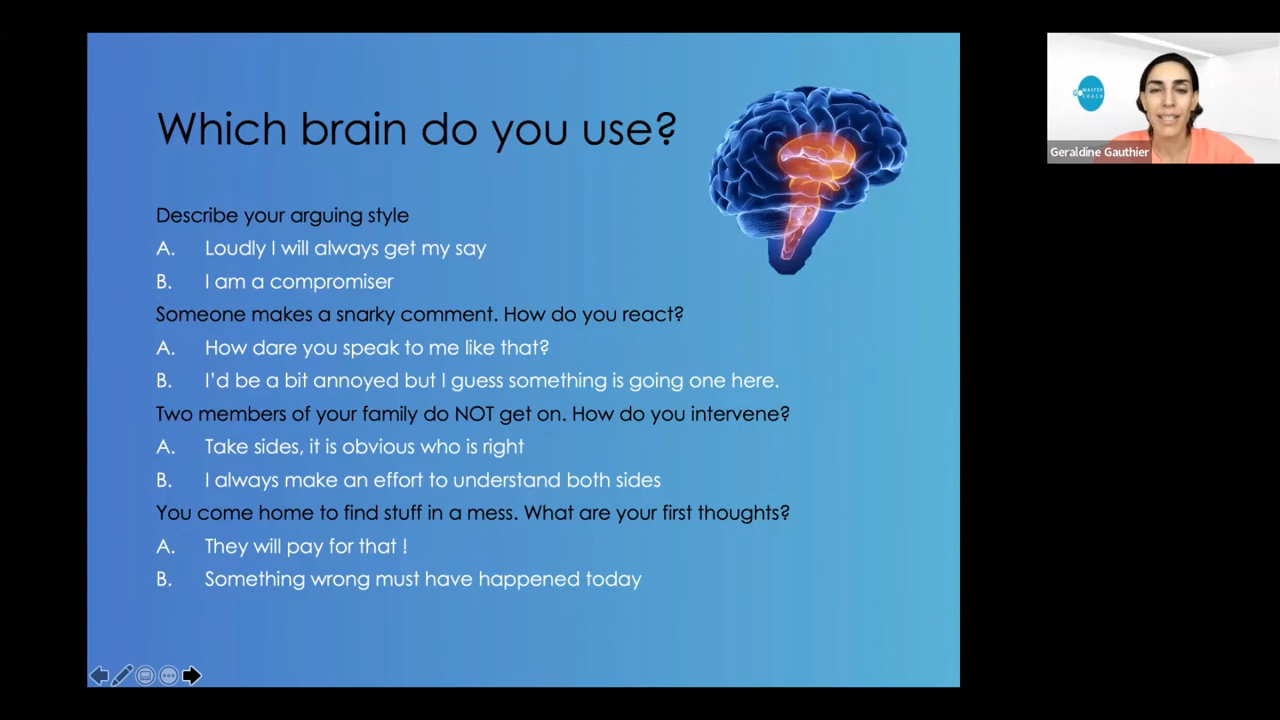 Which brain do you use?
Describe your arguing style
A. Loudly I will always get my say
B. I am a compromiser
Someone makes a snarky comment. How do you react?
A. How dare you speak to me like that?
B. I'd be a bit annoyed but I guess something is going one here.
Two members of your family do NOT get on. How do you intervene?
A. Take sides, it is obvious who is right
B. I always make an effort to understand both sides
You come home to find stuff in a mess. What are your first thoughts?
A. They will pay for that !
B. Something wrong must have happened today
MASTER
COACH
Geraldine Gauthier